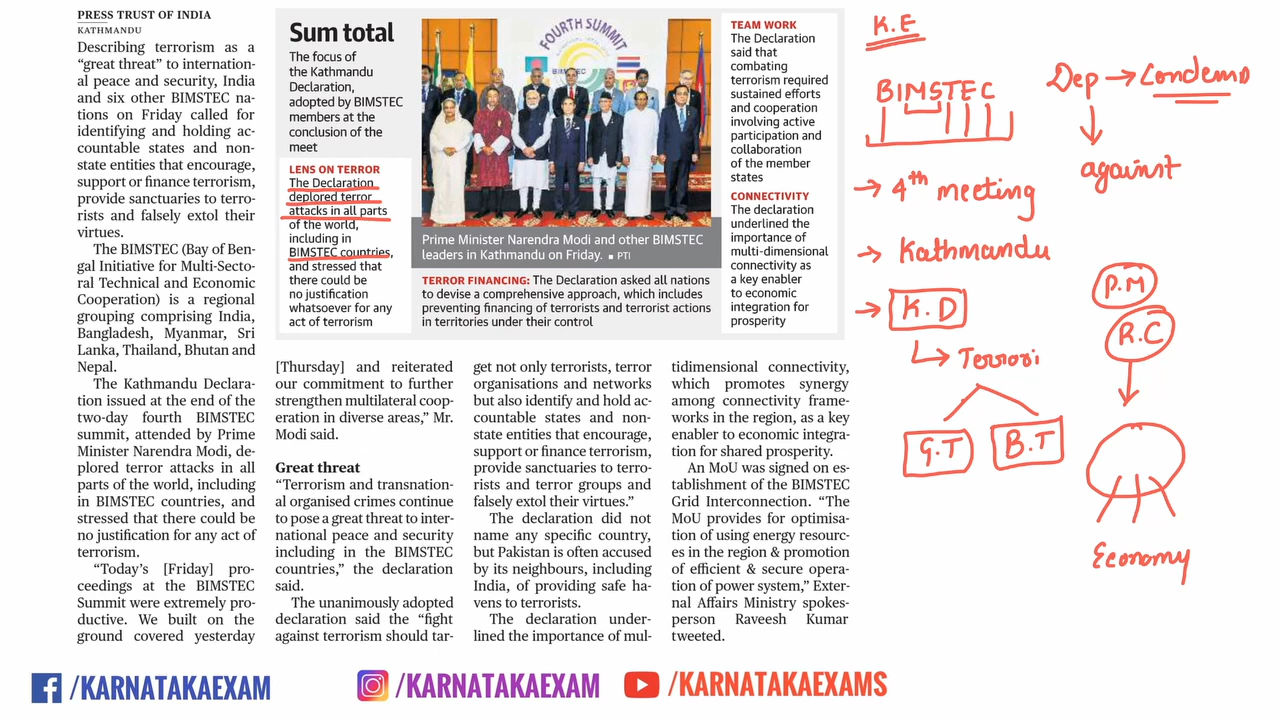 PRESS TRUST OF INDIA
KATHMANDU
Describing terrorism as a
“great threat” to internation-
al peace and security, India
and six other BIMSTEC na-
tions on Friday called for
identifying and holding ac-
countable states and non-
state entities that encourage,
support or finance terrorism,
provide sanctuaries to terro-
rists and falsely extol their
virtues.
The BIMSTEC (Bay of Ben-
gal Initiative for Multi-Secto-
ral Technical and Economic
Cooperation) is a regional
grouping comprising India,
Bangladesh, Myanmar, Sri
Lanka, Thailand, Bhutan and
Nepal.
The Kathmandu Declara-
tion issued at the end of the
two-day fourth BIMSTEC
summit, attended by Prime
Minister Narendra Modi, de-
plored terror attacks in all
parts of the world, including
in BIMSTEC countries, and
stressed that there could be
no justification for any act of
terrorism.
“Today’s [Friday] pro-
ceedings at the BIMSTEC
Summit were extremely pro-
ductive. We built on the
ground covered yesterday
Sum total
The focus of
the Kathmandu
Declaration,
adopted by BIMSTEC
members at the
conclusion of the
meet
LENS ON TERROR
The Declaration
deplored terror
attacks in all parts
of the world,
including in
BIMSTEC countries,
and stressed that
there could be
no justification
whatsoever for any
act of terrorism
FOURTH SUMMIT
BIMSTEC
Prime Minister Narendra Modi and other BIMSTEC
leaders in Kathmandu on Friday. ■ PTI
TERROR FINANCING: The Declaration asked all nations
to devise a comprehensive approach, which includes
preventing financing of terrorists and terrorist actions
in territories under their control
TEAM WORK
The Declaration
said that
combating
terrorism required
sustained efforts
and cooperation
involving active
participation and
collaboration
of the member
states
CONNECTIVITY
The declaration
underlined the
importance of
multi-dimensional
connectivity as
a key enabler
to economic
integration for
prosperity
[Thursday] and reiterated
our commitment to further
strengthen multilateral coop-
eration in diverse areas,” Mr.
Modi said.
Great threat
“Terrorism and transnation-
al organised crimes continue
to pose a great threat to inter-
national peace and security
including in the BIMSTEC
countries,” the declaration
said.
The unanimously adopted
declaration said the “fight
against terrorism should tar-
get not only terrorists, terror
organisations and networks
but also identify and hold ac-
countable states and non-
state entities that encourage,
support or finance terrorism,
provide sanctuaries to terro-
rists and terror groups and
falsely extol their virtues.”
The declaration did not
name any specific country,
but Pakistan is often accused
by its neighbours, including
India, of providing safe ha-
vens to terrorists.
The declaration under-
lined the importance of mul-
tidimensional connectivity,
which promotes synergy
among connectivity frame-
works in the region, as a key
enabler to economic integra-
tion for shared prosperity.
An MoU was signed on es-
tablishment of the BIMSTEC
Grid Interconnection. “The
MoU provides for optimisa-
tion of using energy resourc-
es in the region & promotion
of efficient & secure opera-
tion of power system,” Exter-
nal Affairs Ministry spokes-
person Raveesh Kumar
tweeted.
K.E
BIMSTEC
→ 4th meeting
→ Kathmandu
→ K.D
Terrori
G.T B.T
Dep → Condemn
against
P.M
R.C
Economy
/KARNATAKAEXAM
/KARNATAKAEXAM
/KARNATAKAEXAMS